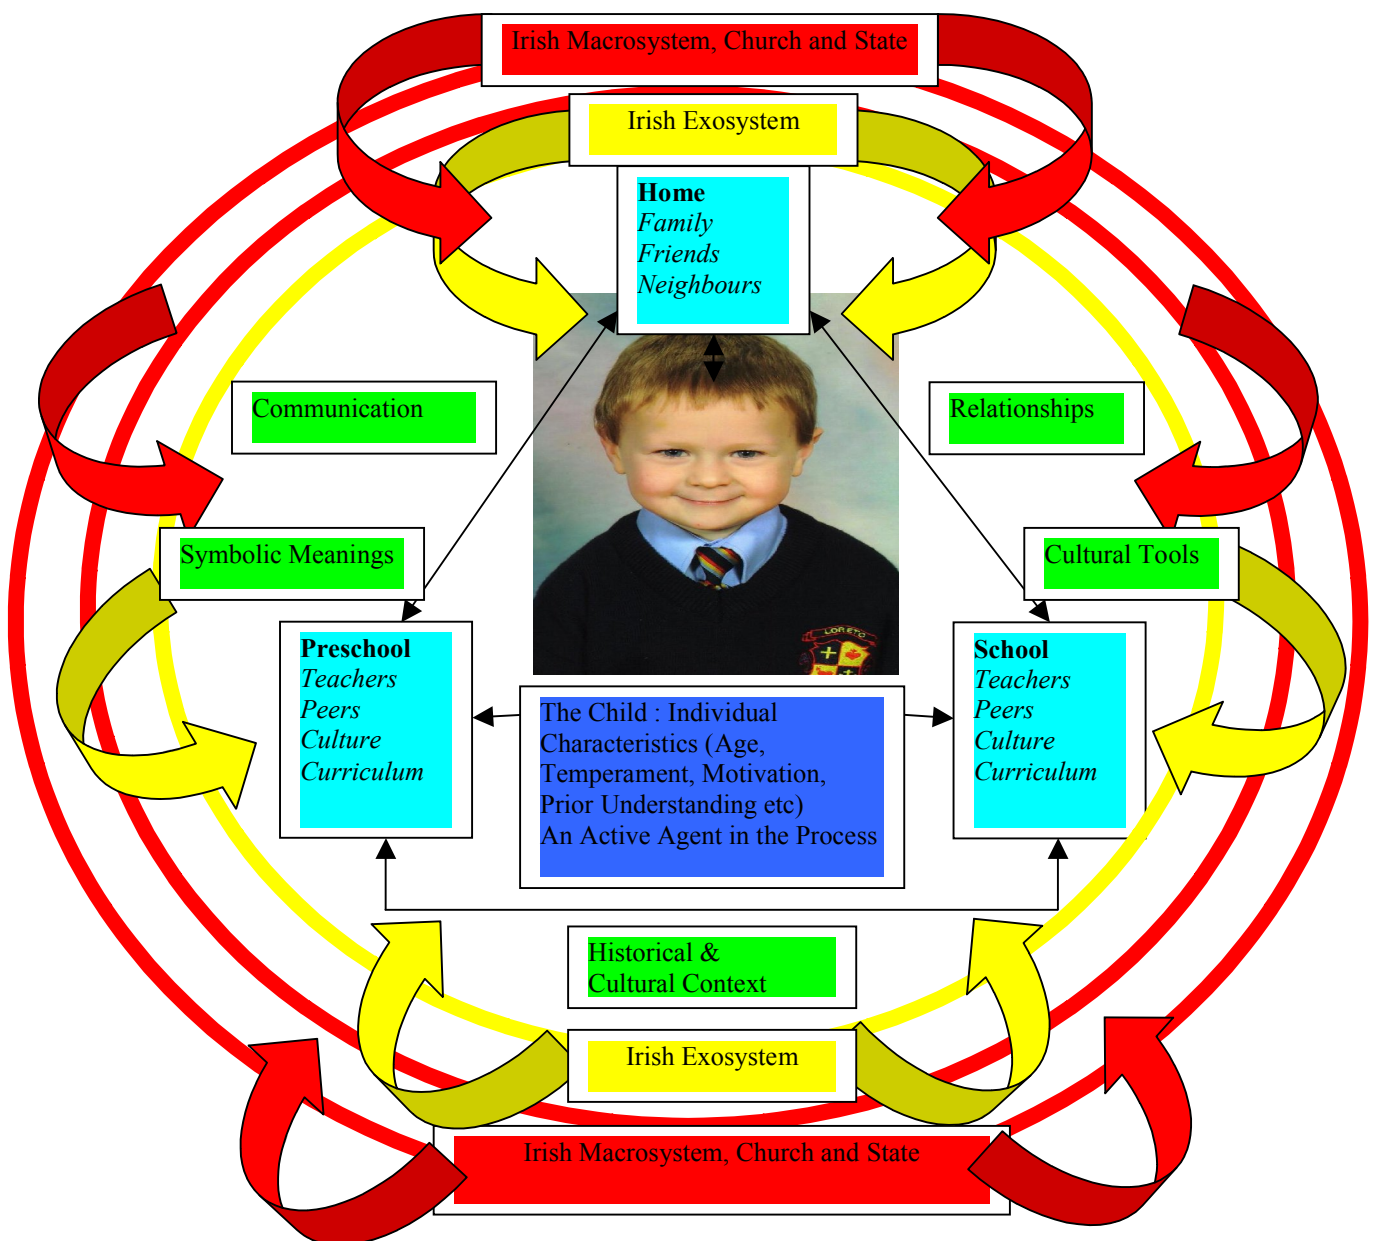 Irish Macrosystem, Church and State
Irish Exosystem
Home
Family
Friends
Neighbours
Communication
Relationships
Symbolic Meanings
Cultural Tools
LORETO
Preschool
Teachers
Peers
Culture
Curriculum
The Child : Individual
Characteristics (Age,
Temperament, Motivation,
Prior Understanding etc)
An Active Agent in the Process
School
Teachers
Peers
Culture
Curriculum
Historical &
Cultural Context
Irish Exosystem
Irish Macrosystem, Church and State